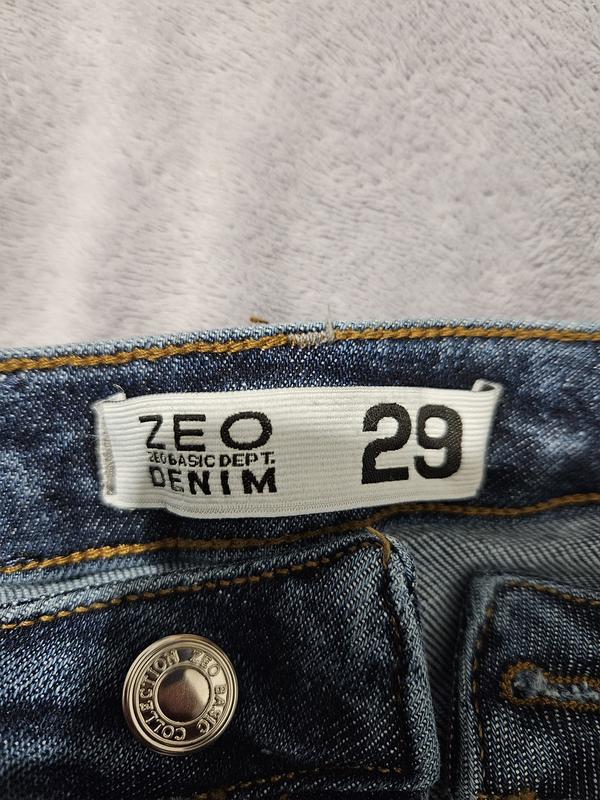 ZEO
ZEO BASIC DEPT.
DENIM
29
ZEO BASIC COLLECTION